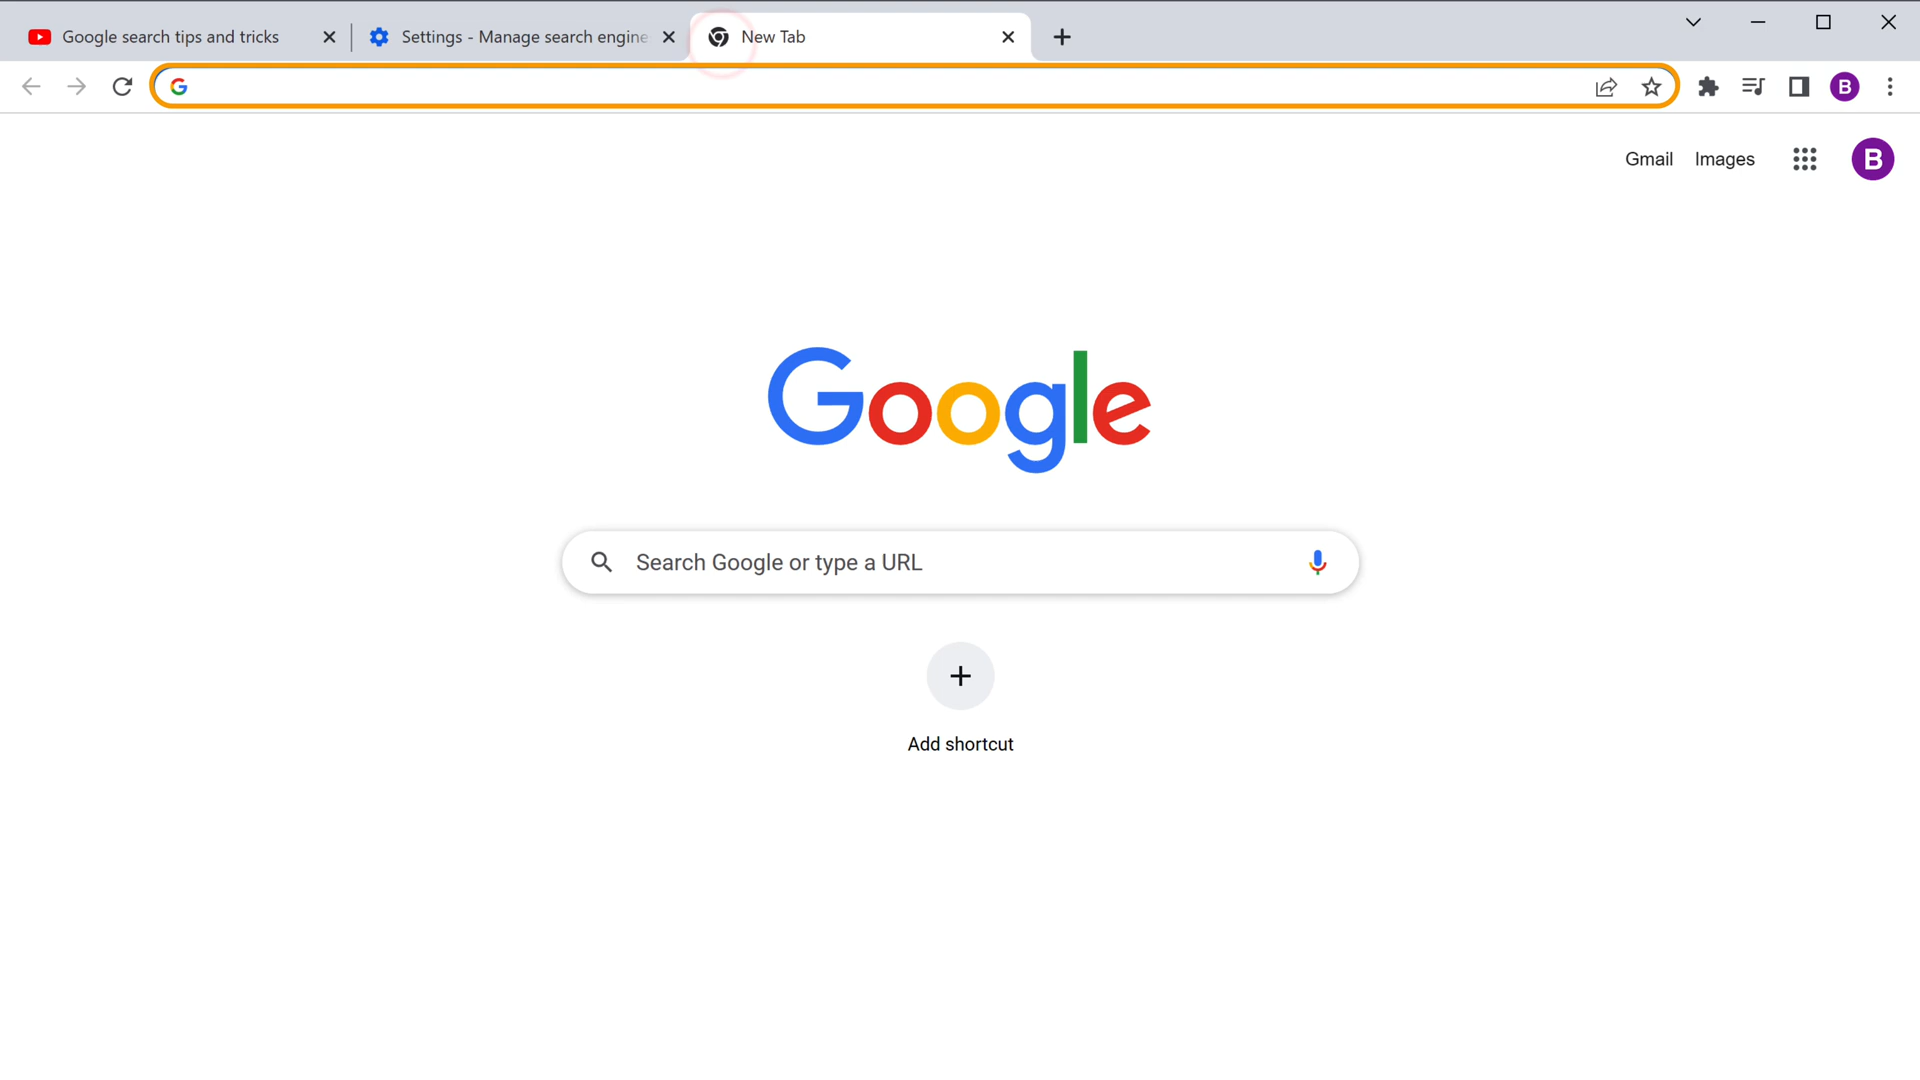 Google search tips and tricks
Settings - Manage search engine
New Tab
B
Gmail
Images
B
Google
Search Google or type a URL
Add shortcut